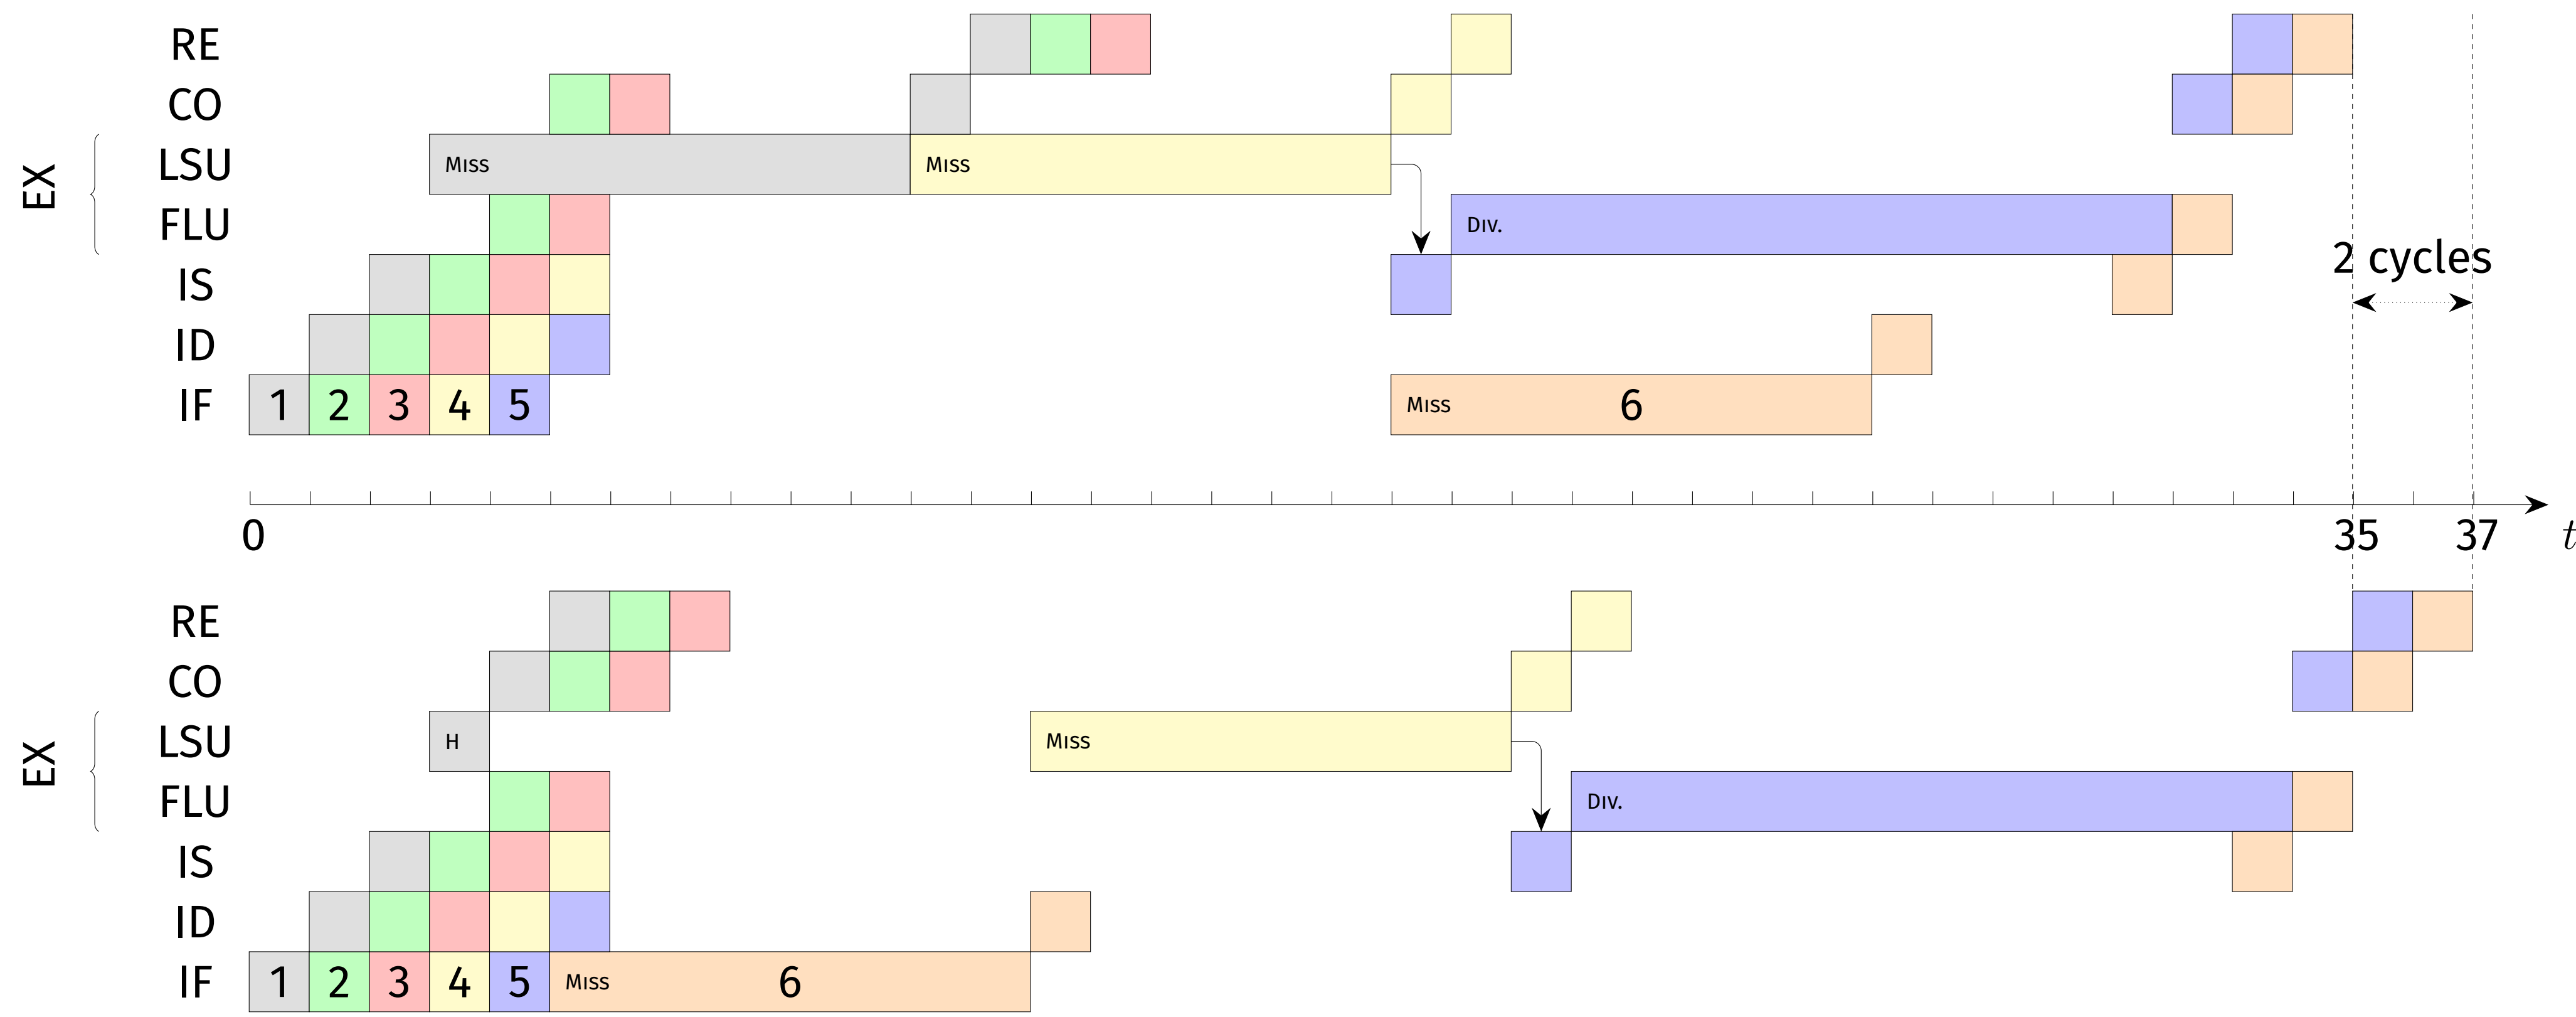 RE
CO
EX
LSU
Miss
Miss
FLU
Div.
IS
2 cycles
ID
IF
1
2
3
4
5
Miss
6
0
35
37
t
RE
CO
EX
LSU
H
Miss
FLU
Div.
IS
ID
IF
1
2
3
4
5
Miss
6